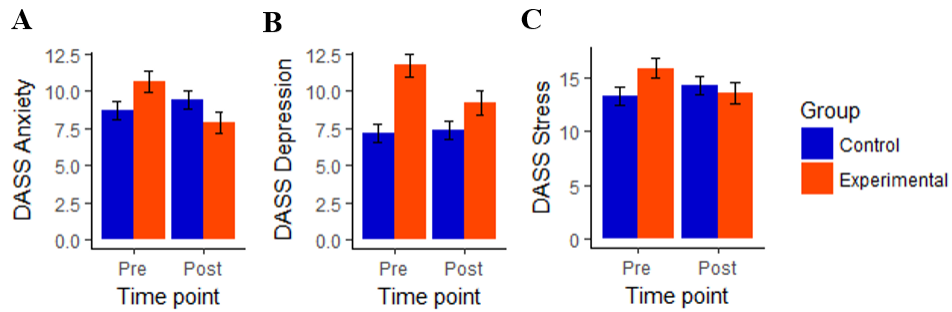 A
DASS Anxiety
12.5
10.0
7.5
5.0
2.5
0.0
Pre
Post
Time point
B
DASS Depression
12.5
10.0
7.5
5.0
2.5
0.0
Pre
Post
Time point
C
DASS Stress
15
10
5
0
Pre
Post
Time point
Group
Control
Experimental